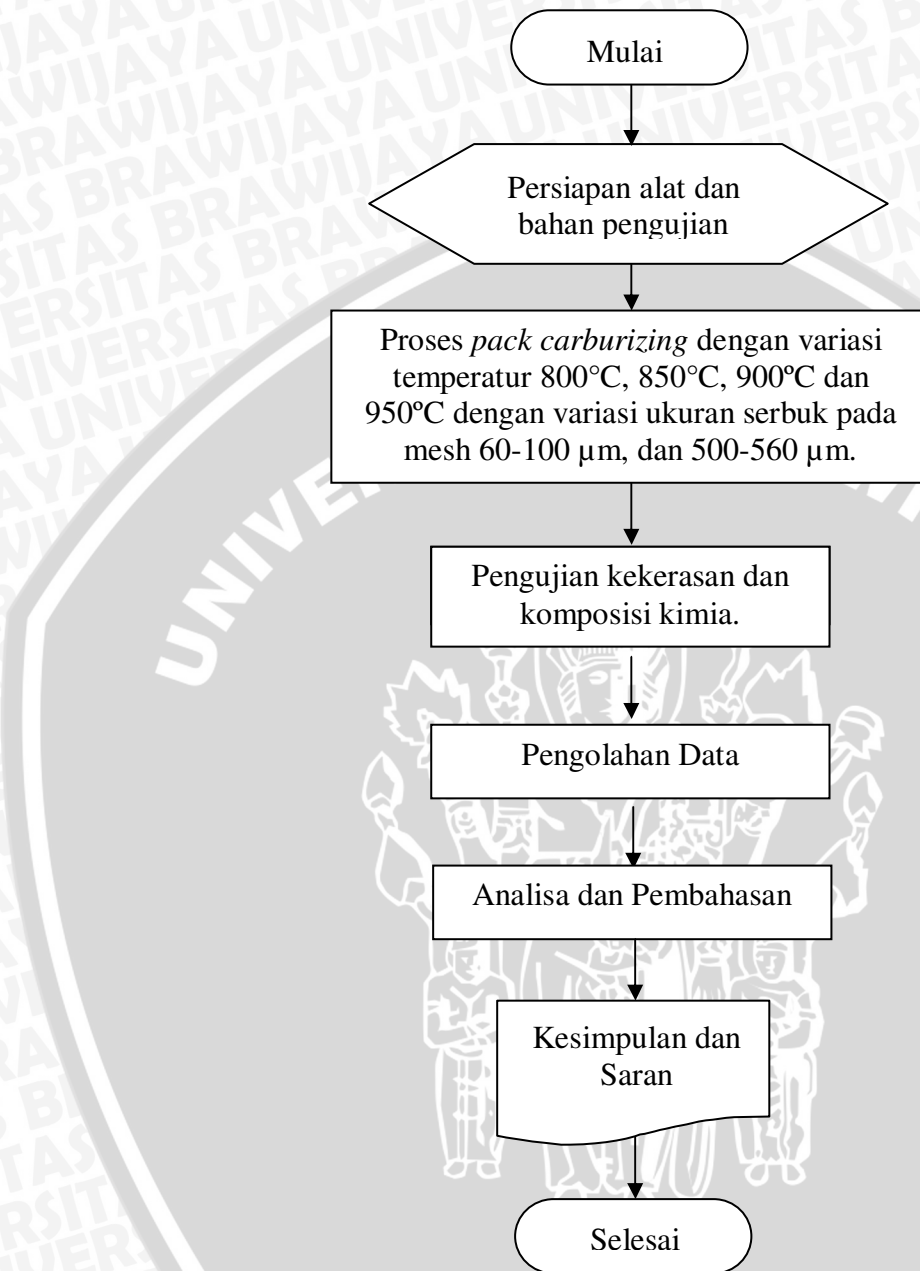 Mulai
Persiapan alat dan
bahan pengujian
Proses pack carburizing dengan variasi
temperatur 800°C, 850°C, 900ºC dan
950ºC dengan variasi ukuran serbuk pada
mesh 60-100 µm, dan 500-560 µm.
Pengujian kekerasan dan
komposisi kimia.
Pengolahan Data
Analisa dan Pembahasan
Kesimpulan dan
Saran
Selesai